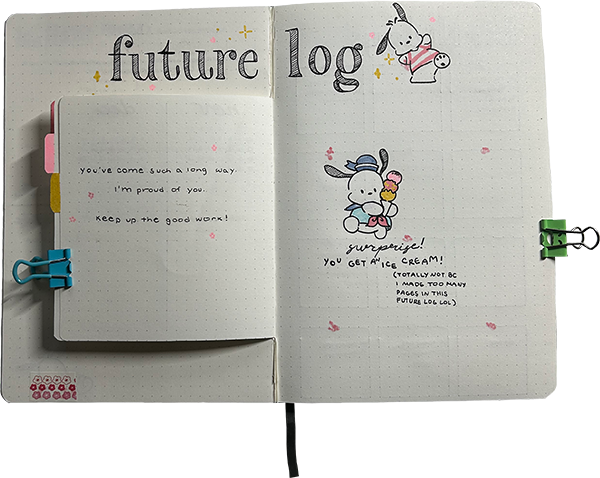 future log
you've come such a long way.
I'm proud of you.
keep up the good work!
surprise!
YOU GET AN ICE CREAM!
(TOTALLY NOT BC
I MADE TOO MANY
PAGES IN THIS
FUTURE LOG LOL)